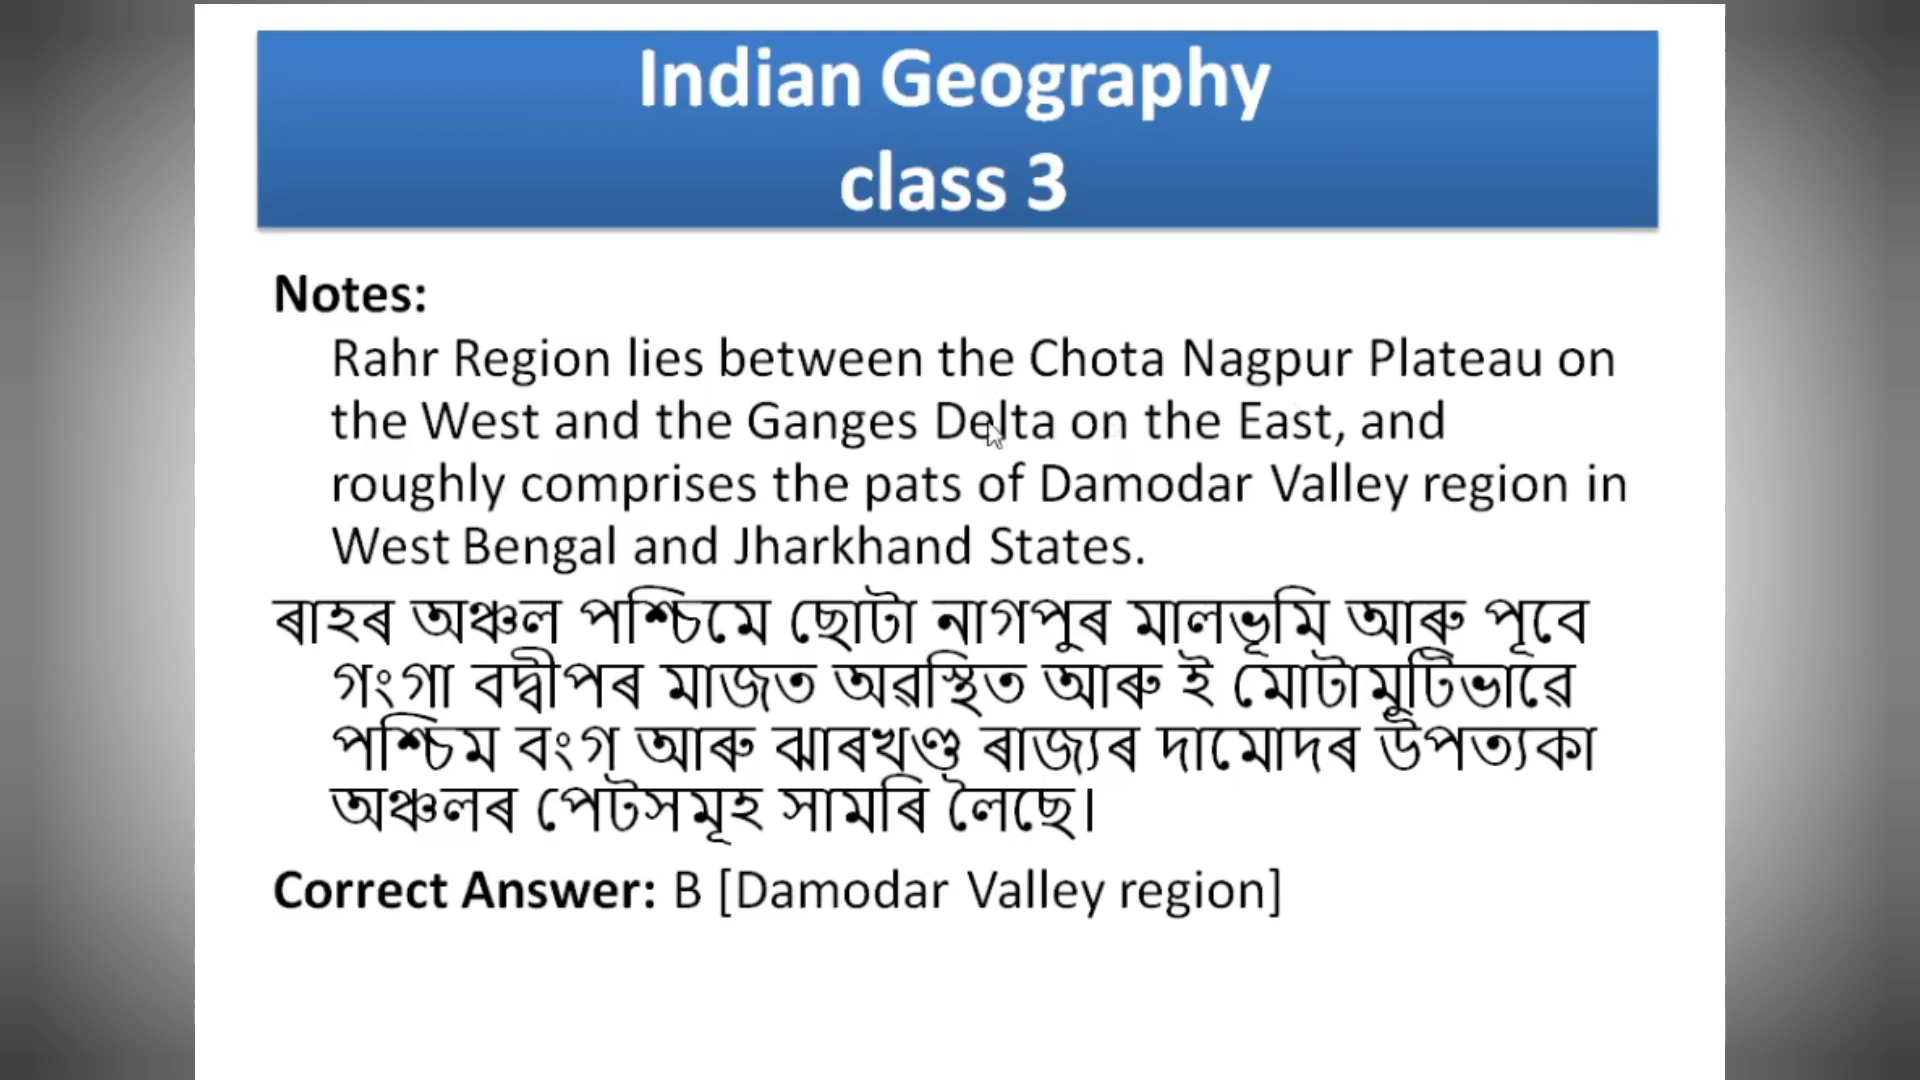 Indian Geography
class 3
Notes:
Rahr Region lies between the Chota Nagpur Plateau on
the West and the Ganges Delta on the East, and
roughly comprises the pats of Damodar Valley region in
West Bengal and Jharkhand States.
ৰাহৰ অঞ্চল পশ্চিমে ছোটা নাগপুৰ মালভূমি আৰু পূবে
গংগা বদ্বীপৰ মাজত অৱস্থিত আৰু ই মোটামুটিভাৱে
পশ্চিম বংগ আৰু ঝাৰখণ্ড ৰাজ্যৰ দামোদৰ উপত্যকা
অঞ্চলৰ পেটসমূহ সামৰি লৈছে।
Correct Answer: B [Damodar Valley region]